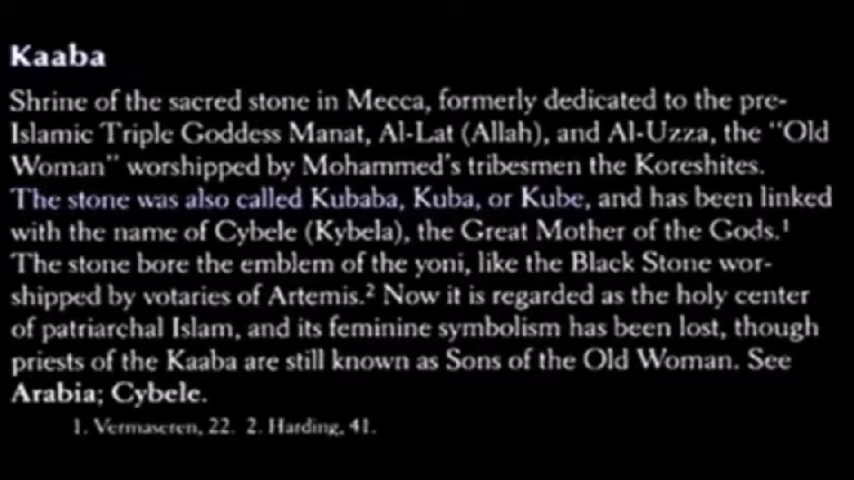 Kaaba
Shrine of the sacred stone in Mecca, formerly dedicated to the pre-
Islamic Triple Goddess Manat, Al-Lat (Allah), and Al-Uzza, the "Old
Woman" worshipped by Mohammed's tribesmen the Koreshites.
The stone was also called Kubaba, Kuba, or Kube, and has been linked
with the name of Cybele (Kybela), the Great Mother of the Gods.¹
The stone bore the emblem of the yoni, like the Black Stone wor-
shipped by votaries of Artemis.² Now it is regarded as the holy center
of patriarchal Islam, and its feminine symbolism has been lost, though
priests of the Kaaba are still known as Sons of the Old Woman. See
Arabia; Cybele.
1. Vermaseren, 22. 2. Harding, 41.